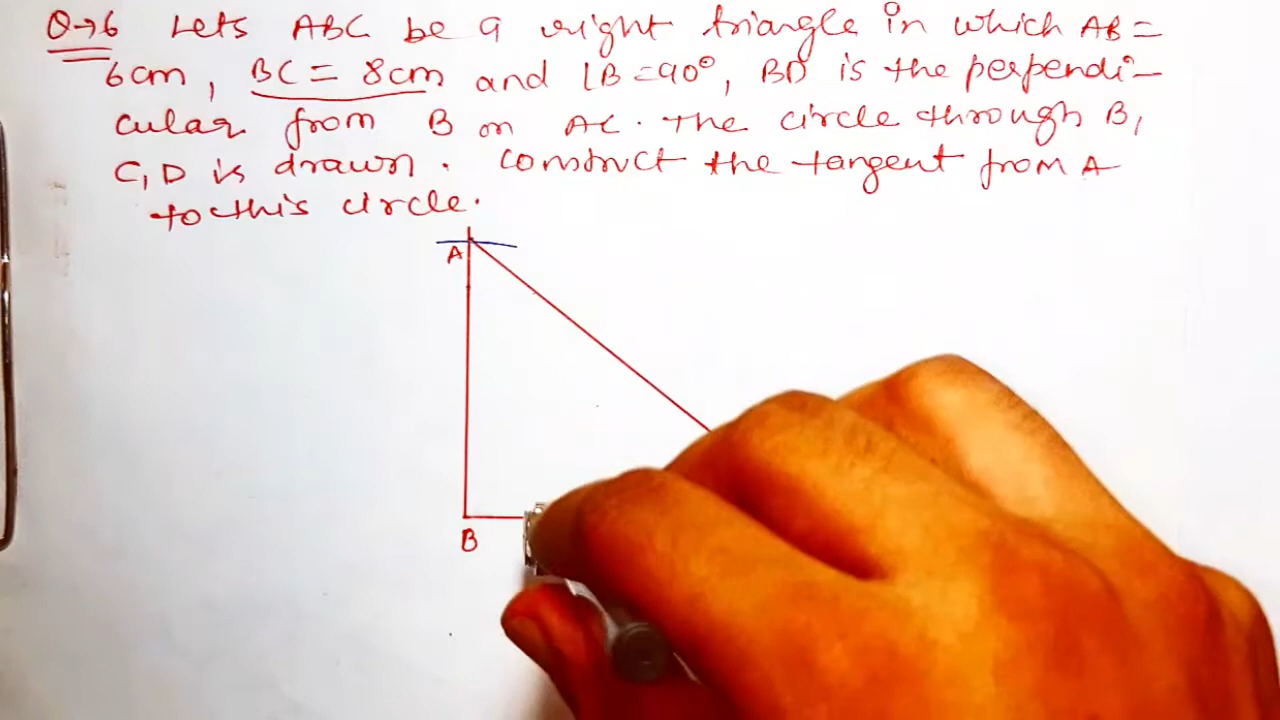 Q→6 Lets ABC be a right triangle in which AB =
6cm, BC = 8cm and ∠B = 90°, BD is the perpendi-
cular from B on AC. The circle through B,
C, D is drawn. construct the tangent from A
to this circle.
A
B